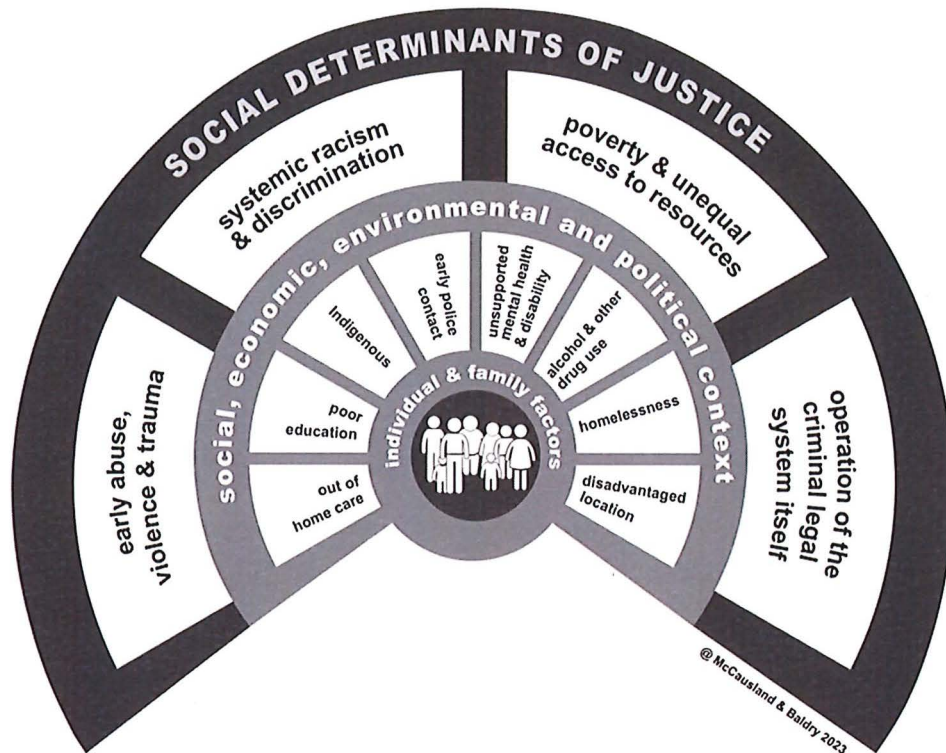 SOCIAL DETERMINANTS OF JUSTICE
early abuse,
violence & trauma
systemic racism
& discrimination
poverty & unequal
access to resources
operation of the
criminal legal
system itself
social, economic, environmental and political context
out of
home care
poor
education
Indigenous
early police
contact
unsupported
mental health
& disability
alcohol & other
drug use
homelessness
disadvantaged
location
individual & family factors
@ McCausland & Baldry 2023